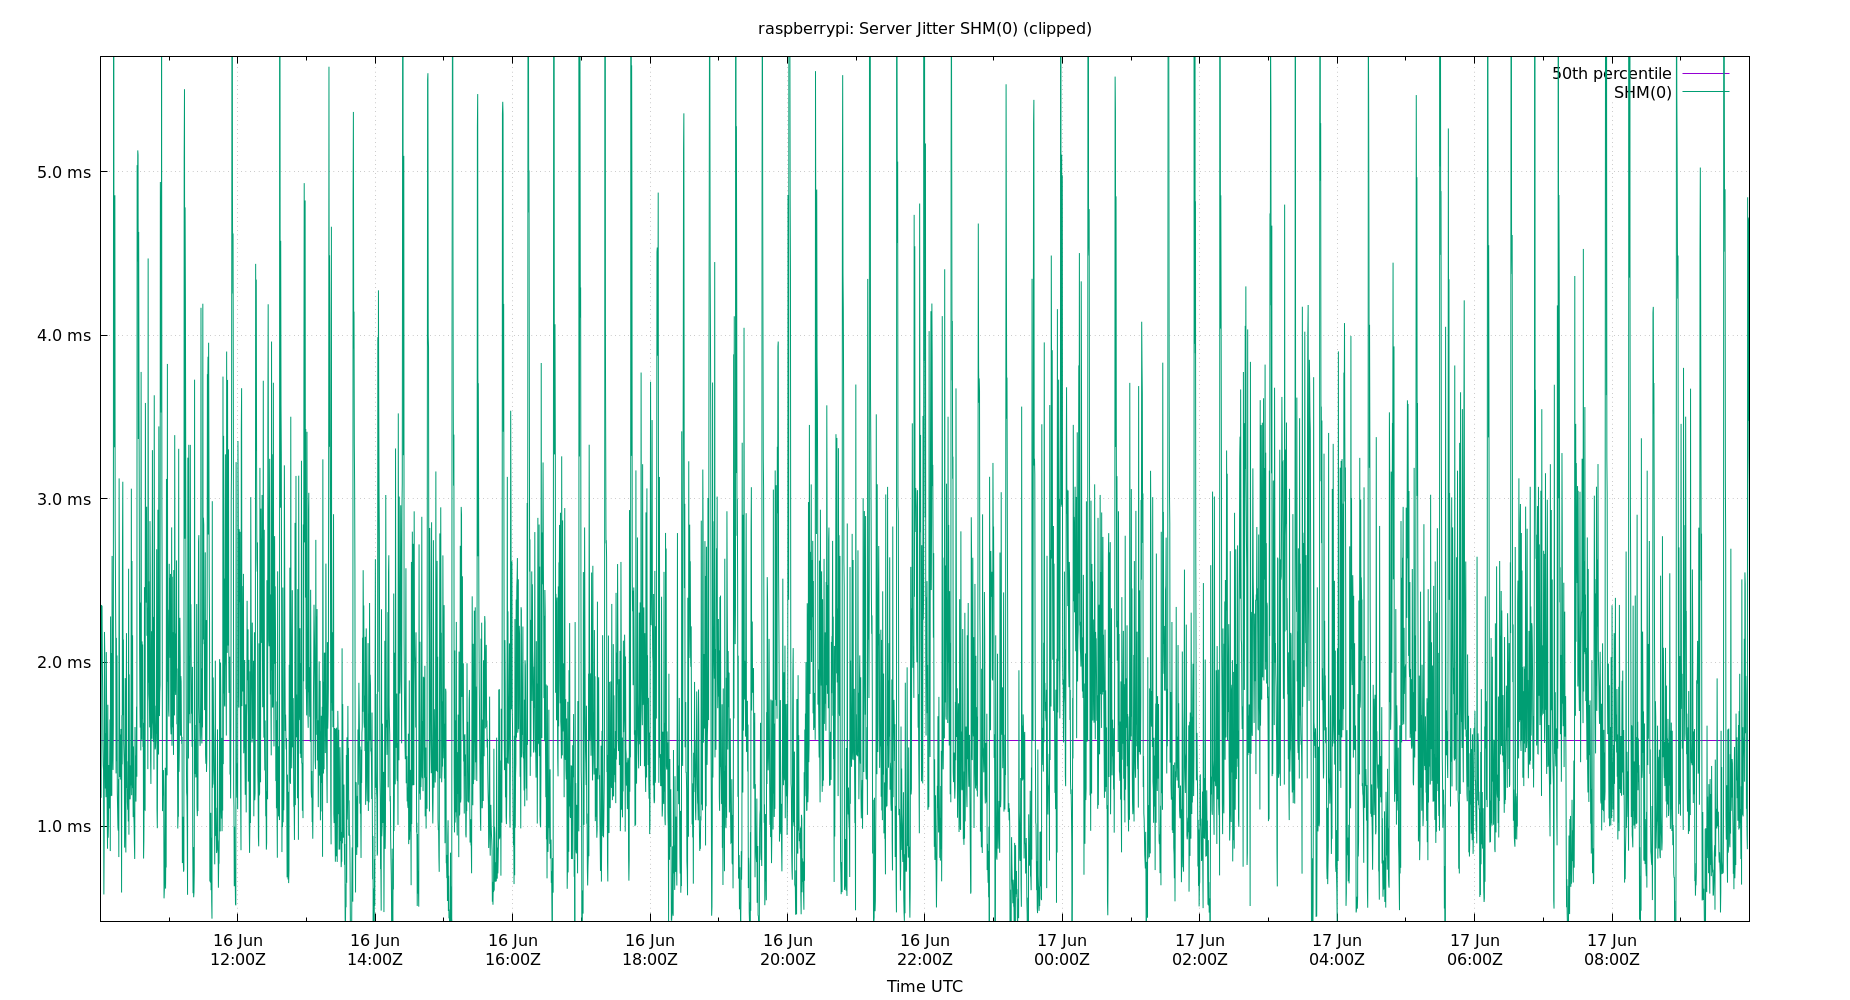 raspberrypi: Server Jitter SHM(0) (clipped)
50th percentile
SHM(0)
5.0 ms
4.0 ms
3.0 ms
2.0 ms
1.0 ms
16 Jun 16 Jun 16 Jun 16 Jun 16 Jun 16 Jun 17 Jun 17 Jun 17 Jun 17 Jun 17 Jun
12:00Z 14:00Z 16:00Z 18:00Z 20:00Z 22:00Z 00:00Z 02:00Z 04:00Z 06:00Z 08:00Z
Time UTC